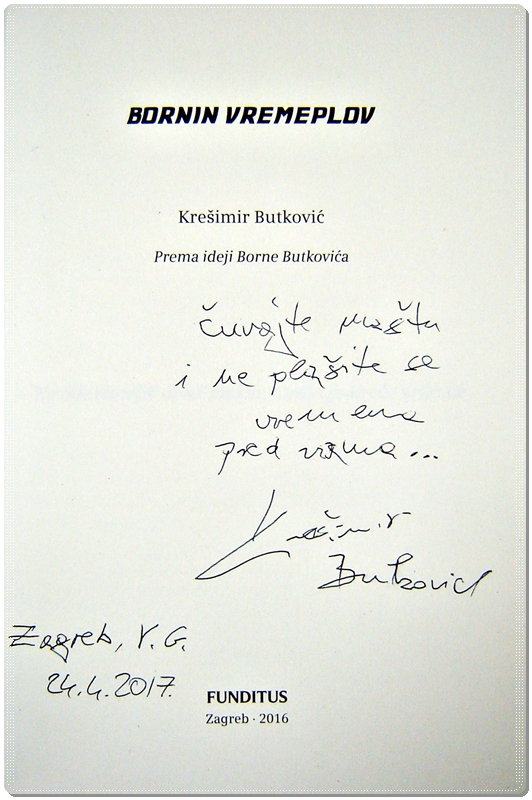 BORNIN VREMEPLOV
Krešimir Butković
Prema ideji Borne Butkovića
čuvajte maštu
i ne plašite se
vremena
pred vama...
Krešimir
Butković
Zagreb, V. G.
24.4.2017.
FUNDITUS
Zagreb · 2016